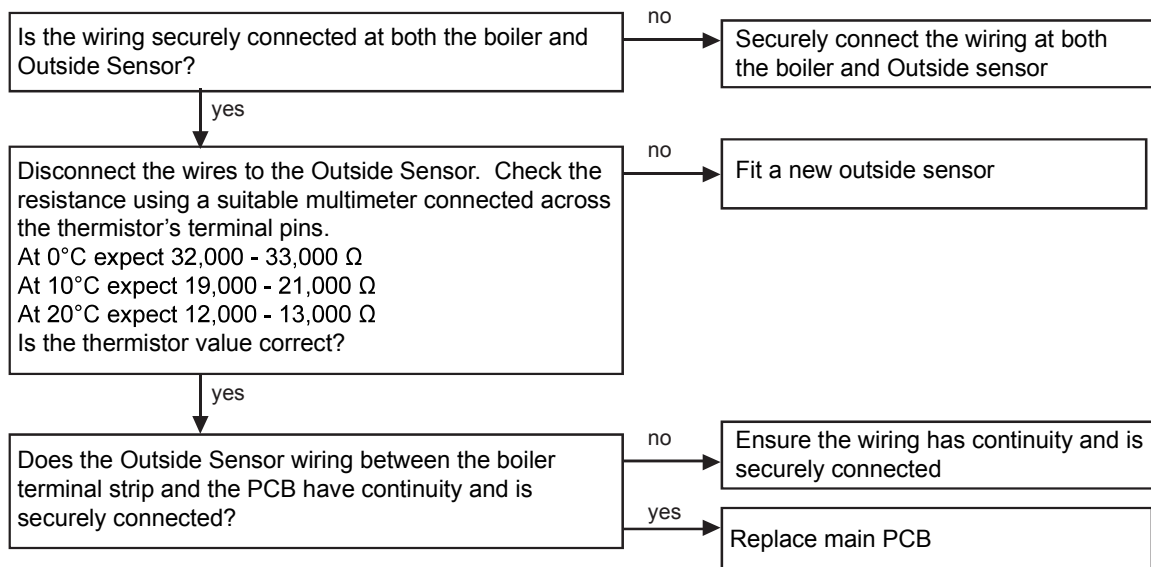 Is the wiring securely connected at both the boiler and
Outside Sensor?
no
Securely connect the wiring at both
the boiler and Outside sensor
yes
Disconnect the wires to the Outside Sensor.  Check the
resistance using a suitable multimeter connected across
the thermistor's terminal pins.
At 0°C expect 32,000 - 33,000 Ω
At 10°C expect 19,000 - 21,000 Ω
At 20°C expect 12,000 - 13,000 Ω
Is the thermistor value correct?
no
Fit a new outside sensor
yes
Does the Outside Sensor wiring between the boiler
terminal strip and the PCB have continuity and is
securely connected?
no
Ensure the wiring has continuity and is
securely connected
yes
Replace main PCB